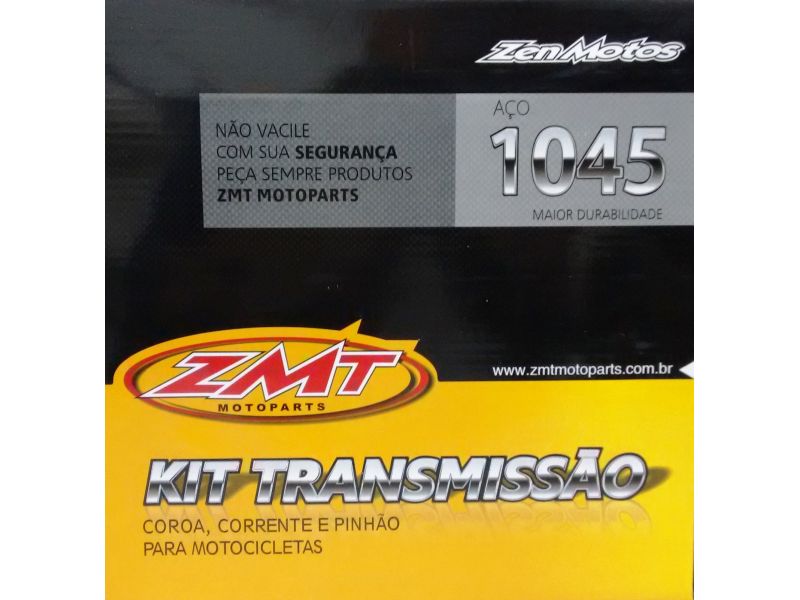 Zen Motos
NÃO VACILE
COM SUA SEGURANÇA
PEÇA SEMPRE PRODUTOS
ZMT MOTOPARTS
AÇO
1045
MAIOR DURABILIDADE
ZMT
MOTOPARTS
www.zmtmotoparts.com.br
KIT TRANSMISSÃO
COROA, CORRENTE E PINHÃO
PARA MOTOCICLETAS